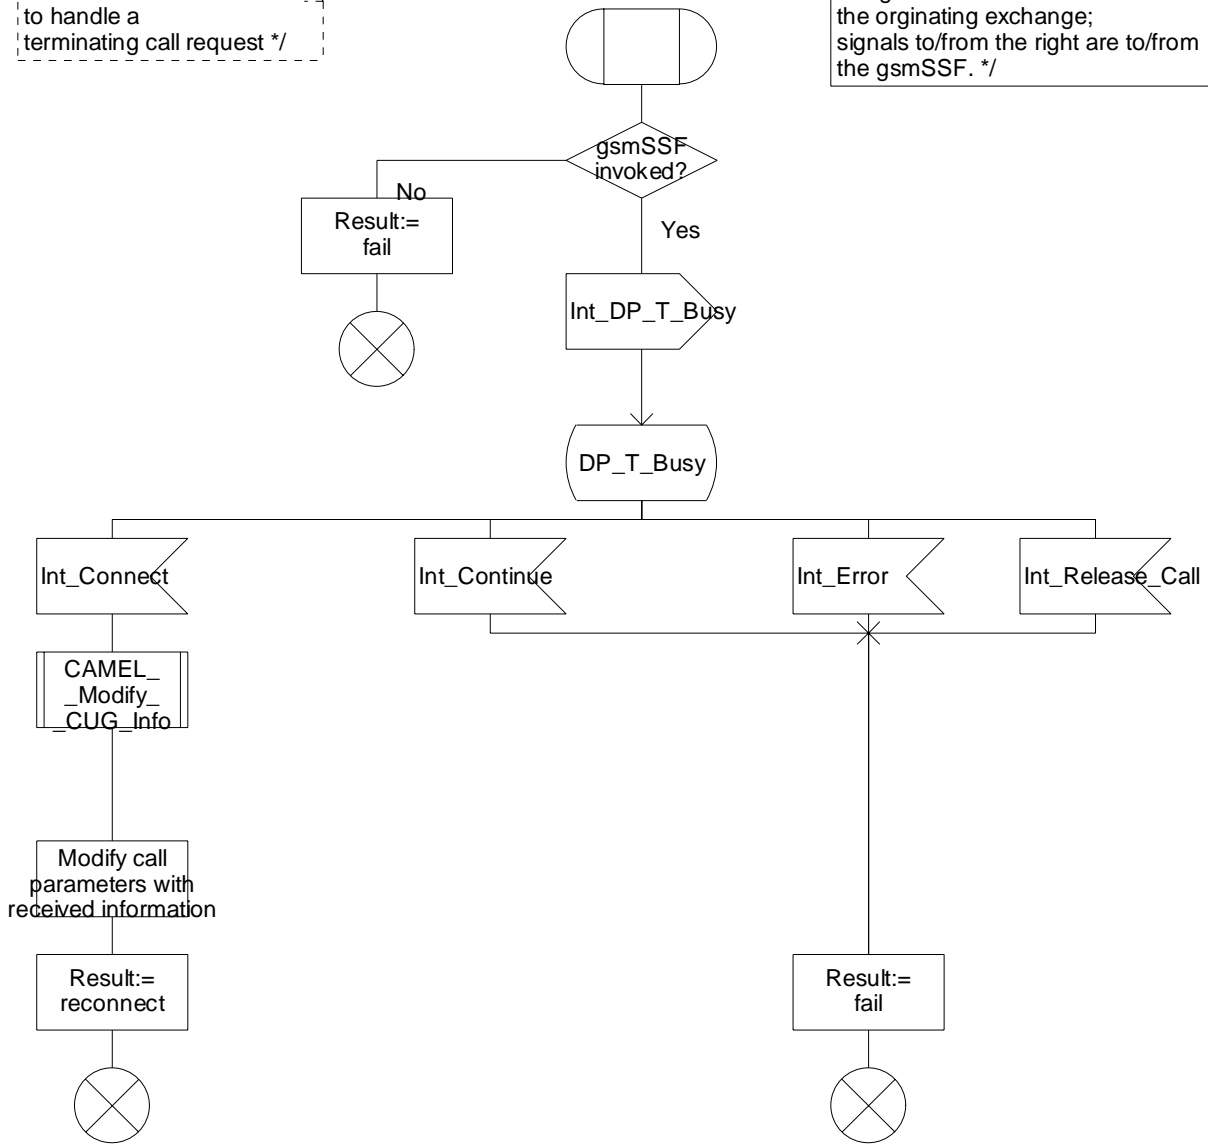 to handle a
terminating call request */
the orginating exchange;
signals to/from the right are to/from
the gsmSSF. */
gsmSSF
invoked?
No
Result:=
fail
Yes
Int_DP_T_Busy
DP_T_Busy
Int_Connect
Int_Continue
Int_Error
Int_Release_Call
CAMEL_
_Modify_
_CUG_Info
Modify call
parameters with
received information
Result:=
reconnect
Result:=
fail